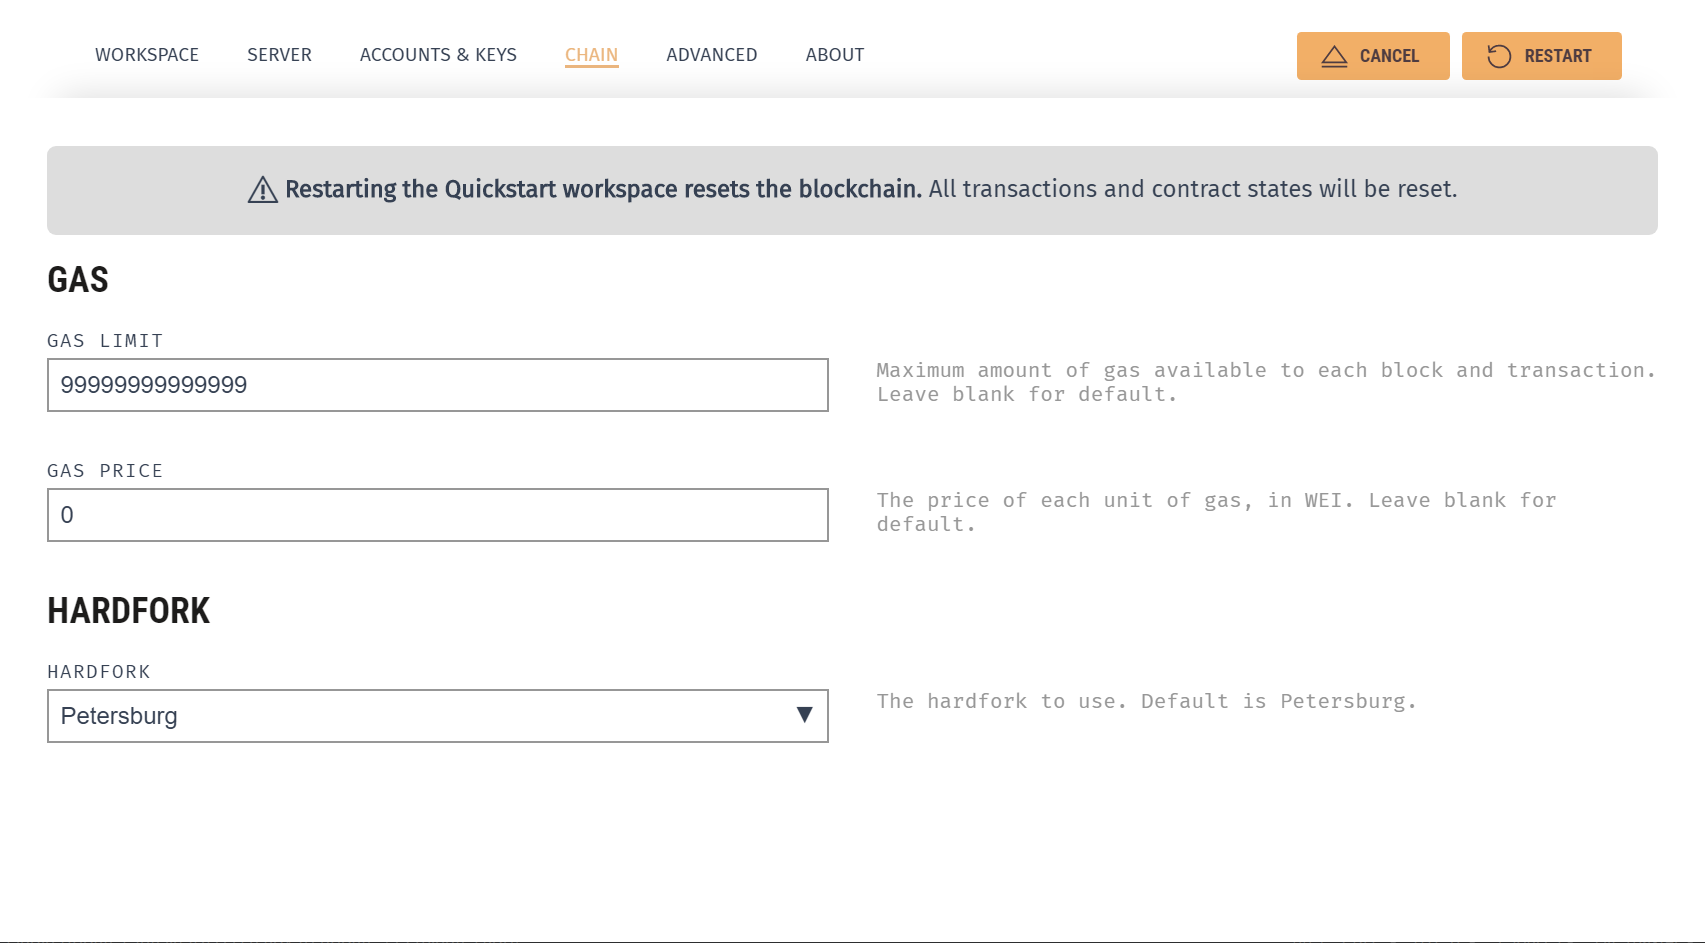 WORKSPACE SERVER ACCOUNTS & KEYS CHAIN ADVANCED ABOUT CANCEL RESTART
Restarting the Quickstart workspace resets the blockchain. All transactions and contract states will be reset.
GAS
GAS LIMIT
99999999999999
Maximum amount of gas available to each block and transaction.
Leave blank for default.
GAS PRICE
0
The price of each unit of gas, in WEI. Leave blank for
default.
HARDFORK
HARDFORK
Petersburg
The hardfork to use. Default is Petersburg.